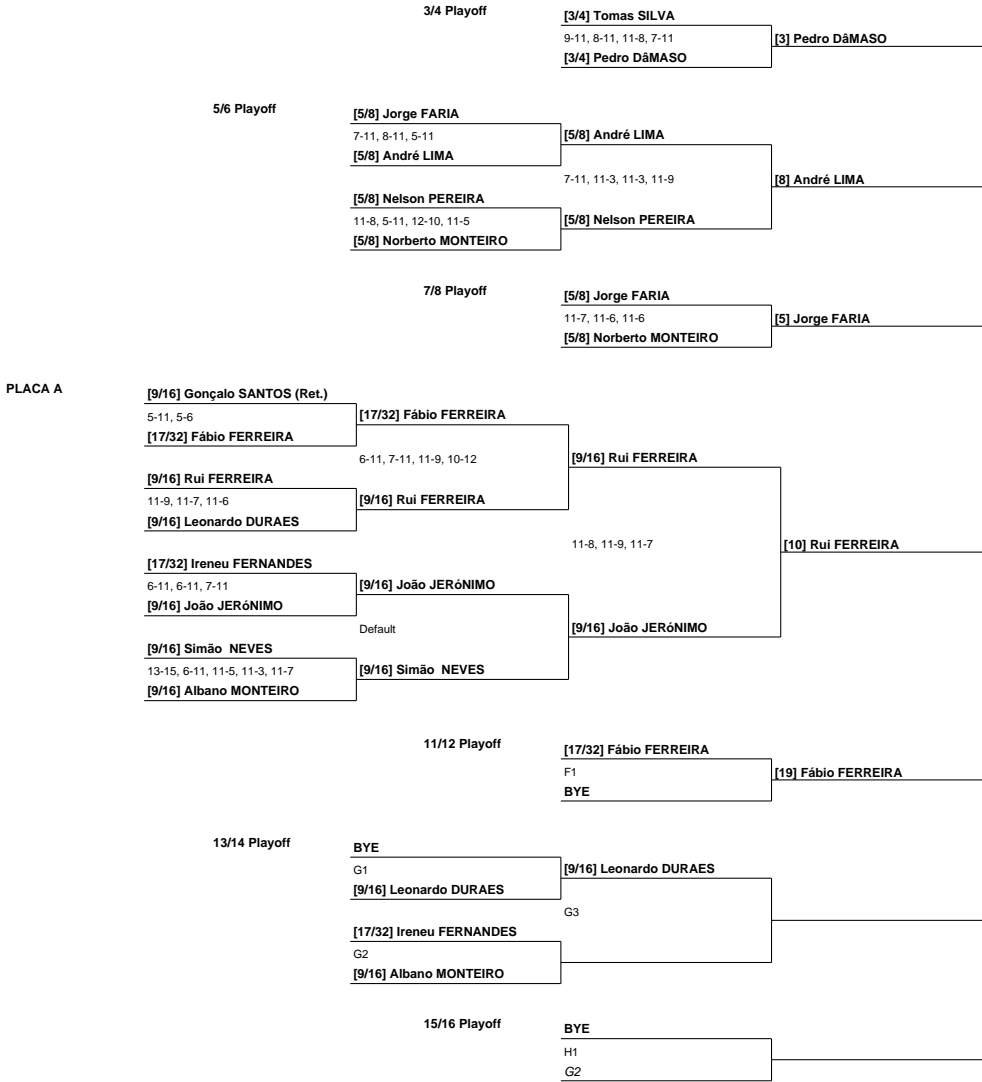 3/4 Playoff
[3/4] Tomas SILVA
9-11, 8-11, 11-8, 7-11
[3] Pedro DâMASO
[3/4] Pedro DâMASO
5/6 Playoff
[5/8] Jorge FARIA
7-11, 8-11, 5-11
[5/8] André LIMA
[5/8] André LIMA
7-11, 11-3, 11-3, 11-9
[8] André LIMA
[5/8] Nelson PEREIRA
11-8, 5-11, 12-10, 11-5
[5/8] Nelson PEREIRA
[5/8] Norberto MONTEIRO
7/8 Playoff
[5/8] Jorge FARIA
11-7, 11-6, 11-6
[5] Jorge FARIA
[5/8] Norberto MONTEIRO
PLACA A
[9/16] Gonçalo SANTOS (Ret.)
5-11, 5-6
[17/32] Fábio FERREIRA
[17/32] Fábio FERREIRA
6-11, 7-11, 11-9, 10-12
[9/16] Rui FERREIRA
[9/16] Rui FERREIRA
11-9, 11-7, 11-6
[9/16] Rui FERREIRA
[9/16] Leonardo DURAES
11-8, 11-9, 11-7
[10] Rui FERREIRA
[17/32] Ireneu FERNANDES
6-11, 6-11, 7-11
[9/16] João JERóNIMO
[9/16] João JERóNIMO
Default
[9/16] João JERóNIMO
[9/16] Simão  NEVES
13-15, 6-11, 11-5, 11-3, 11-7
[9/16] Simão  NEVES
[9/16] Albano MONTEIRO
11/12 Playoff
[17/32] Fábio FERREIRA
F1
[19] Fábio FERREIRA
BYE
13/14 Playoff
BYE
G1
[9/16] Leonardo DURAES
[9/16] Leonardo DURAES
G3
[17/32] Ireneu FERNANDES
G2
[9/16] Albano MONTEIRO
15/16 Playoff
BYE
H1
G2